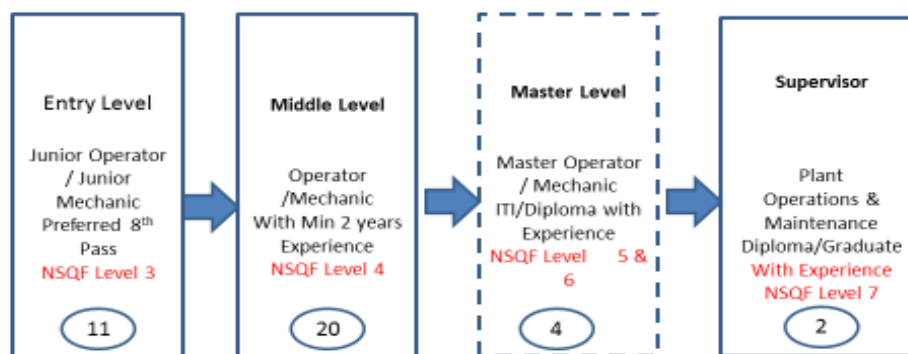 Entry Level
Junior Operator
/ Junior
Mechanic
Preferred 8th
Pass
NSQF Level 3
11
Middle Level
Operator
/Mechanic
With Min 2 years
Experience
NSQF Level 4
20
Master Level
Master Operator
/ Mechanic
ITI/Diploma with
Experience
NSQF Level 5 &
6
4
Supervisor
Plant
Operations &
Maintenance
Diploma/Graduate
With Experience
NSQF Level 7
2